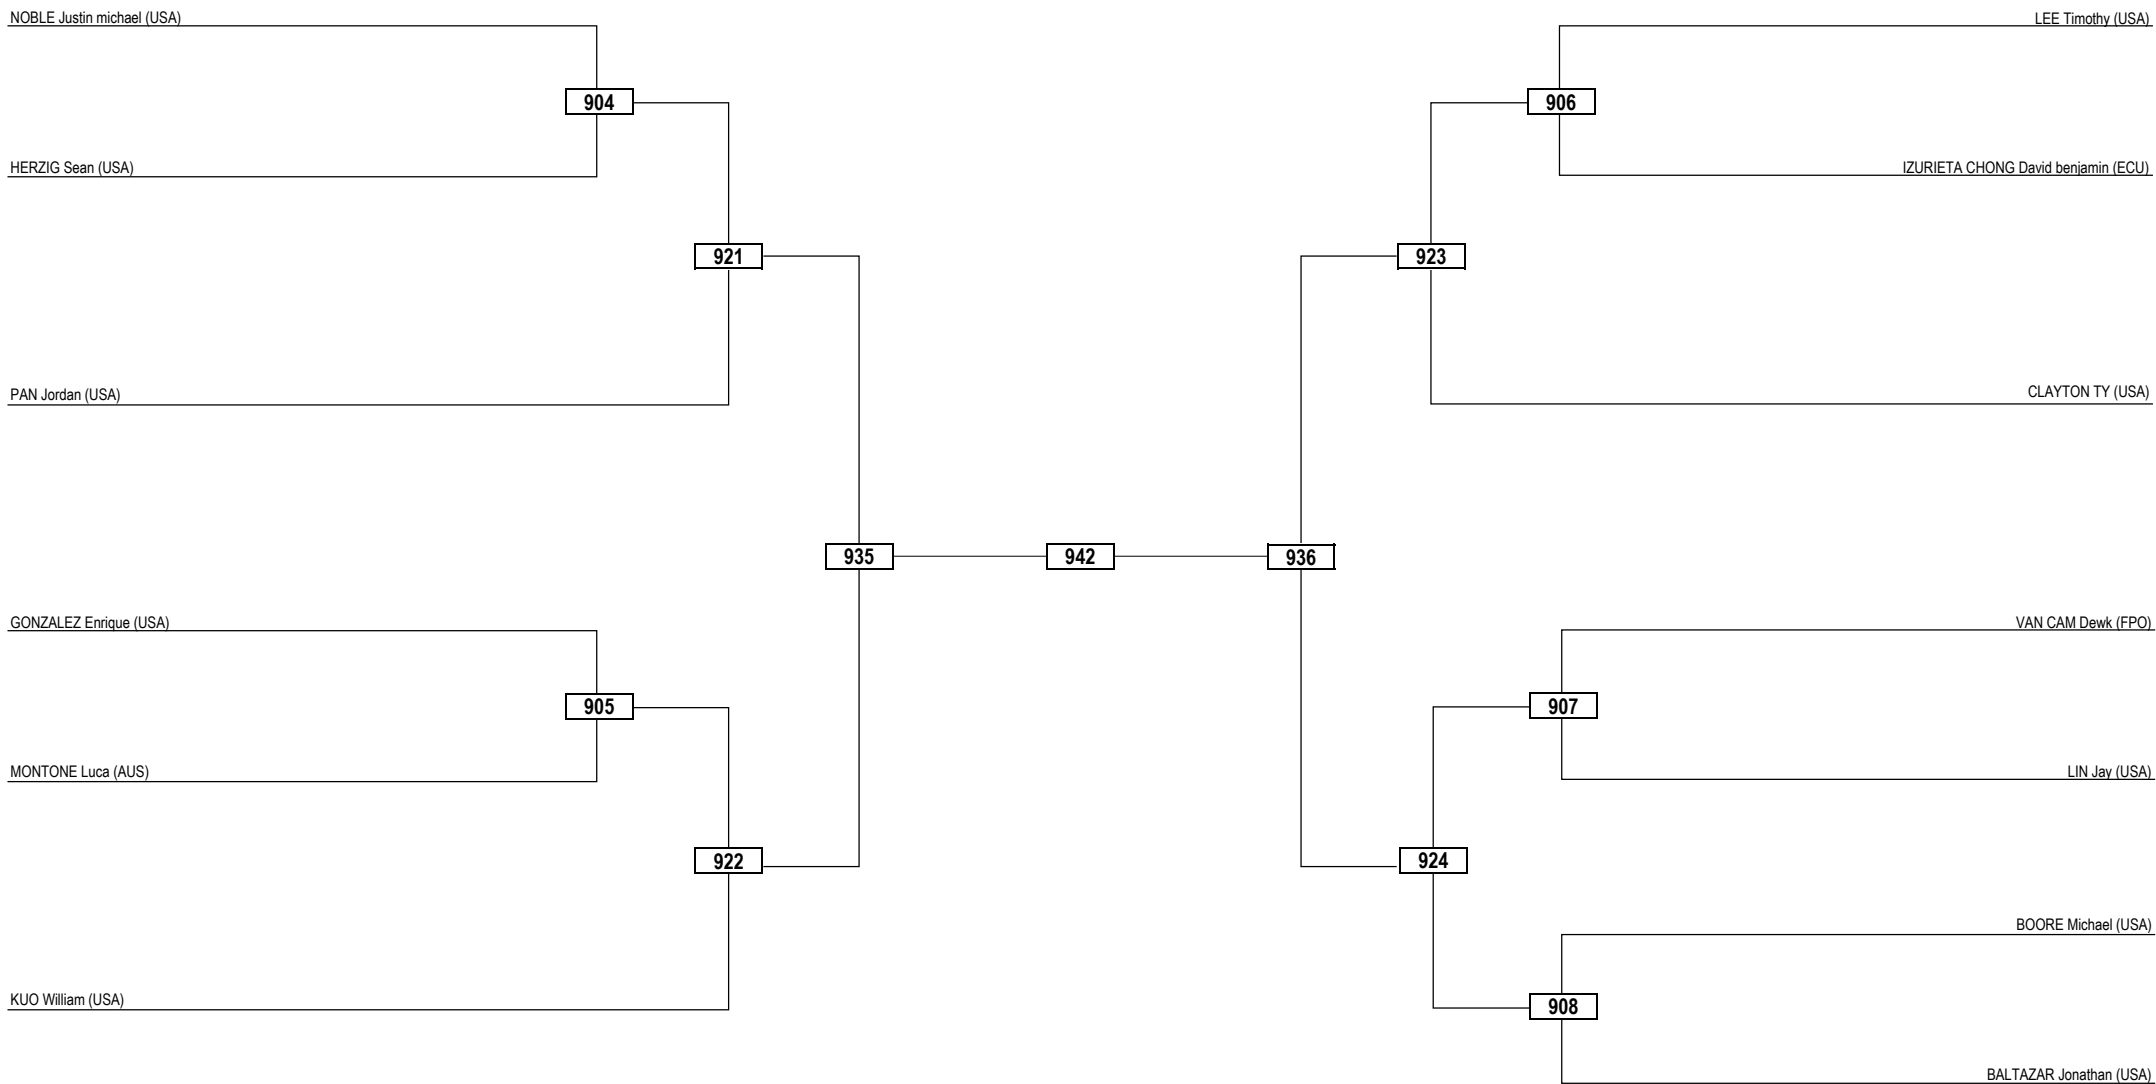 NOBLE Justin michael (USA)
LEE Timothy (USA)
904
906
HERZIG Sean (USA)
IZURIETA CHONG David benjamin (ECU)
921
923
PAN Jordan (USA)
CLAYTON TY (USA)
935
942
936
GONZALEZ Enrique (USA)
VAN CAM Dewk (FPO)
905
907
MONTONE Luca (AUS)
LIN Jay (USA)
922
924
BOORE Michael (USA)
KUO William (USA)
908
BALTAZAR Jonathan (USA)